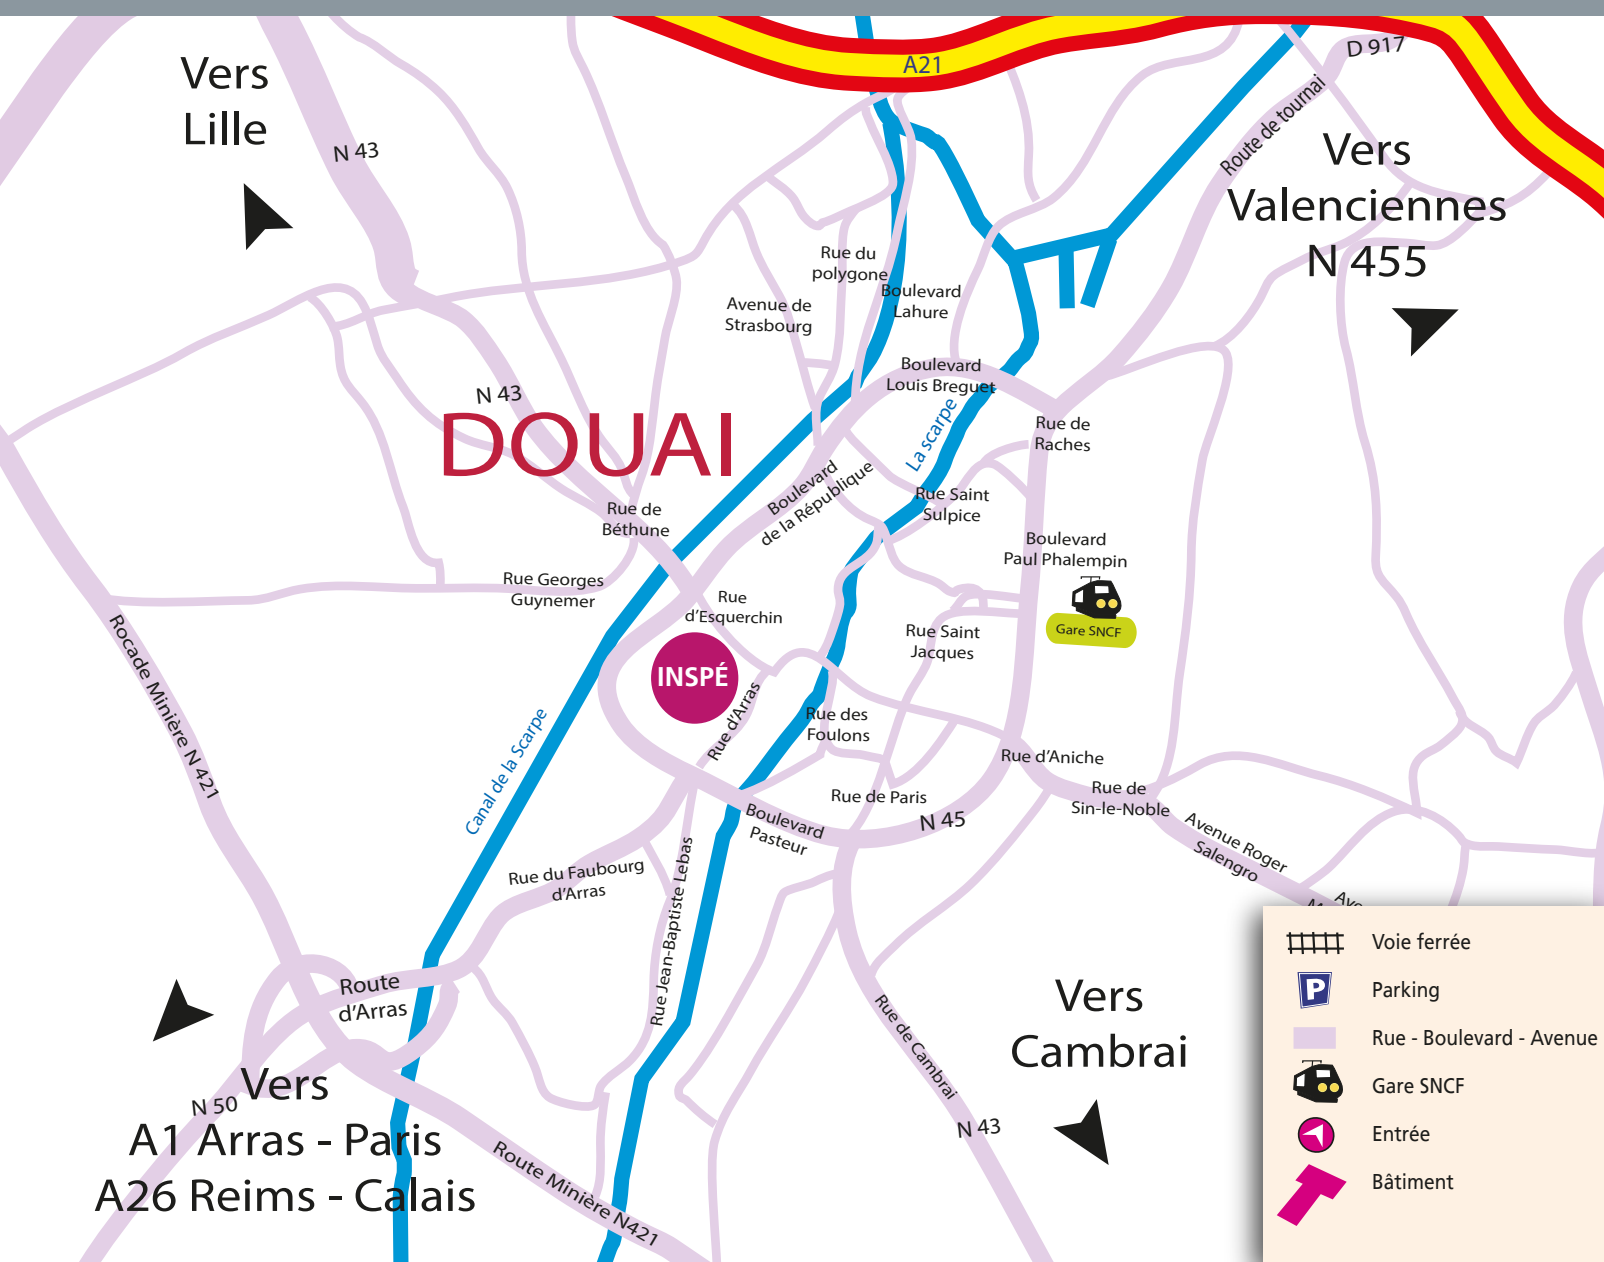 A21
D 917
Route de tournai
Vers
Lille
N 43
Vers
Valenciennes
N 455
Rue du
polygone
Boulevard
Lahure
Avenue de
Strasbourg
Boulevard
Louis Breguet
N 43
DOUAI
La scarpe
Rue de
Raches
Boulevard
de la République
Rue Saint
Sulpice
Rue de
Béthune
Boulevard
Paul Phalempin
Rue Georges
Guynemer
Rue
d'Esquerchin
Gare SNCF
Rue Saint
Jacques
INSPÉ
Rocade Minière N 421
Rue d'Arras
Rue des
Foulons
Canal de la Scarpe
Rue d'Aniche
Rue de
Sin-le-Noble
Rue de Paris
N 45
Boulevard
Pasteur
Avenue Roger
Salengro
Rue du Faubourg
d'Arras
Rue Jean-Baptiste Lebas
Route
d'Arras
Rue de Cambrai
Vers
Cambrai
N 43
N 50
Vers
A1 Arras - Paris
A26 Reims - Calais
Route Minière N421
Voie ferrée
P Parking
Rue - Boulevard - Avenue
Gare SNCF
Entrée
Bâtiment